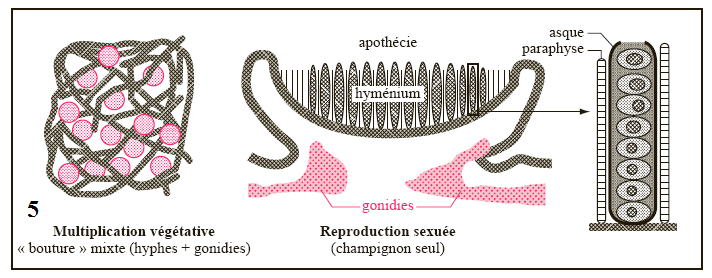 apothécie
asque
paraphyse
hyménium
gonidies
5
Multiplication végétative
« bouture » mixte (hyphes + gonidies)
Reproduction sexuée
(champignon seul)